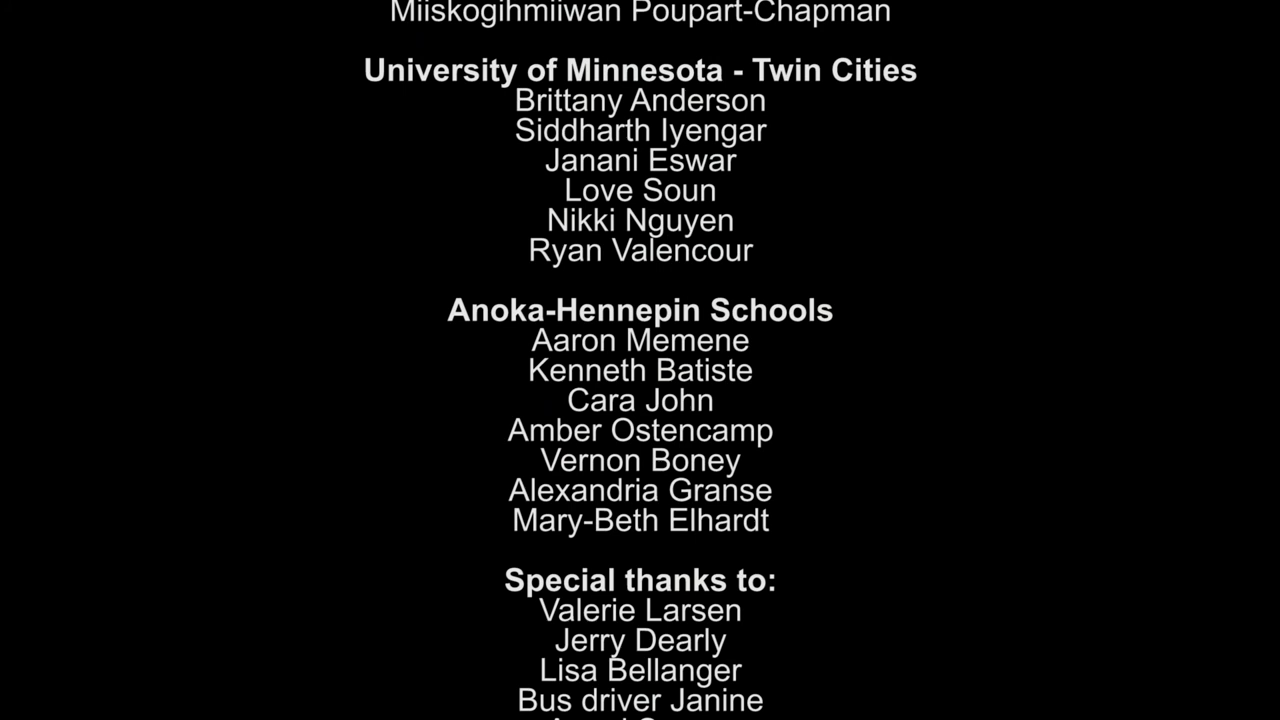 Miiskogihmiiwan Poupart-Chapman
University of Minnesota - Twin Cities
Brittany Anderson
Siddharth Iyengar
Janani Eswar
Love Soun
Nikki Nguyen
Ryan Valencour
Anoka-Hennepin Schools
Aaron Memene
Kenneth Batiste
Cara John
Amber Ostencamp
Vernon Boney
Alexandria Granse
Mary-Beth Elhardt
Special thanks to:
Valerie Larsen
Jerry Dearly
Lisa Bellanger
Bus driver Janine